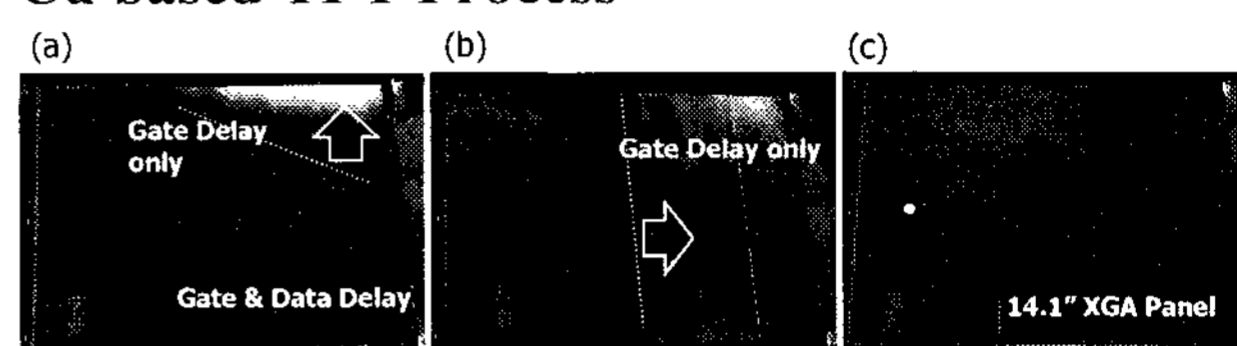 (a)
(b)
(c)
Gate Delay
only
Gate & Data Delay
Gate Delay only
14.1" XGA Panel